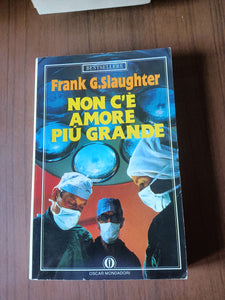 BESTSELLERS
Frank G.Slaughter
NON C'È
AMORE
PIÙ GRANDE
OSCAR MONDADORI